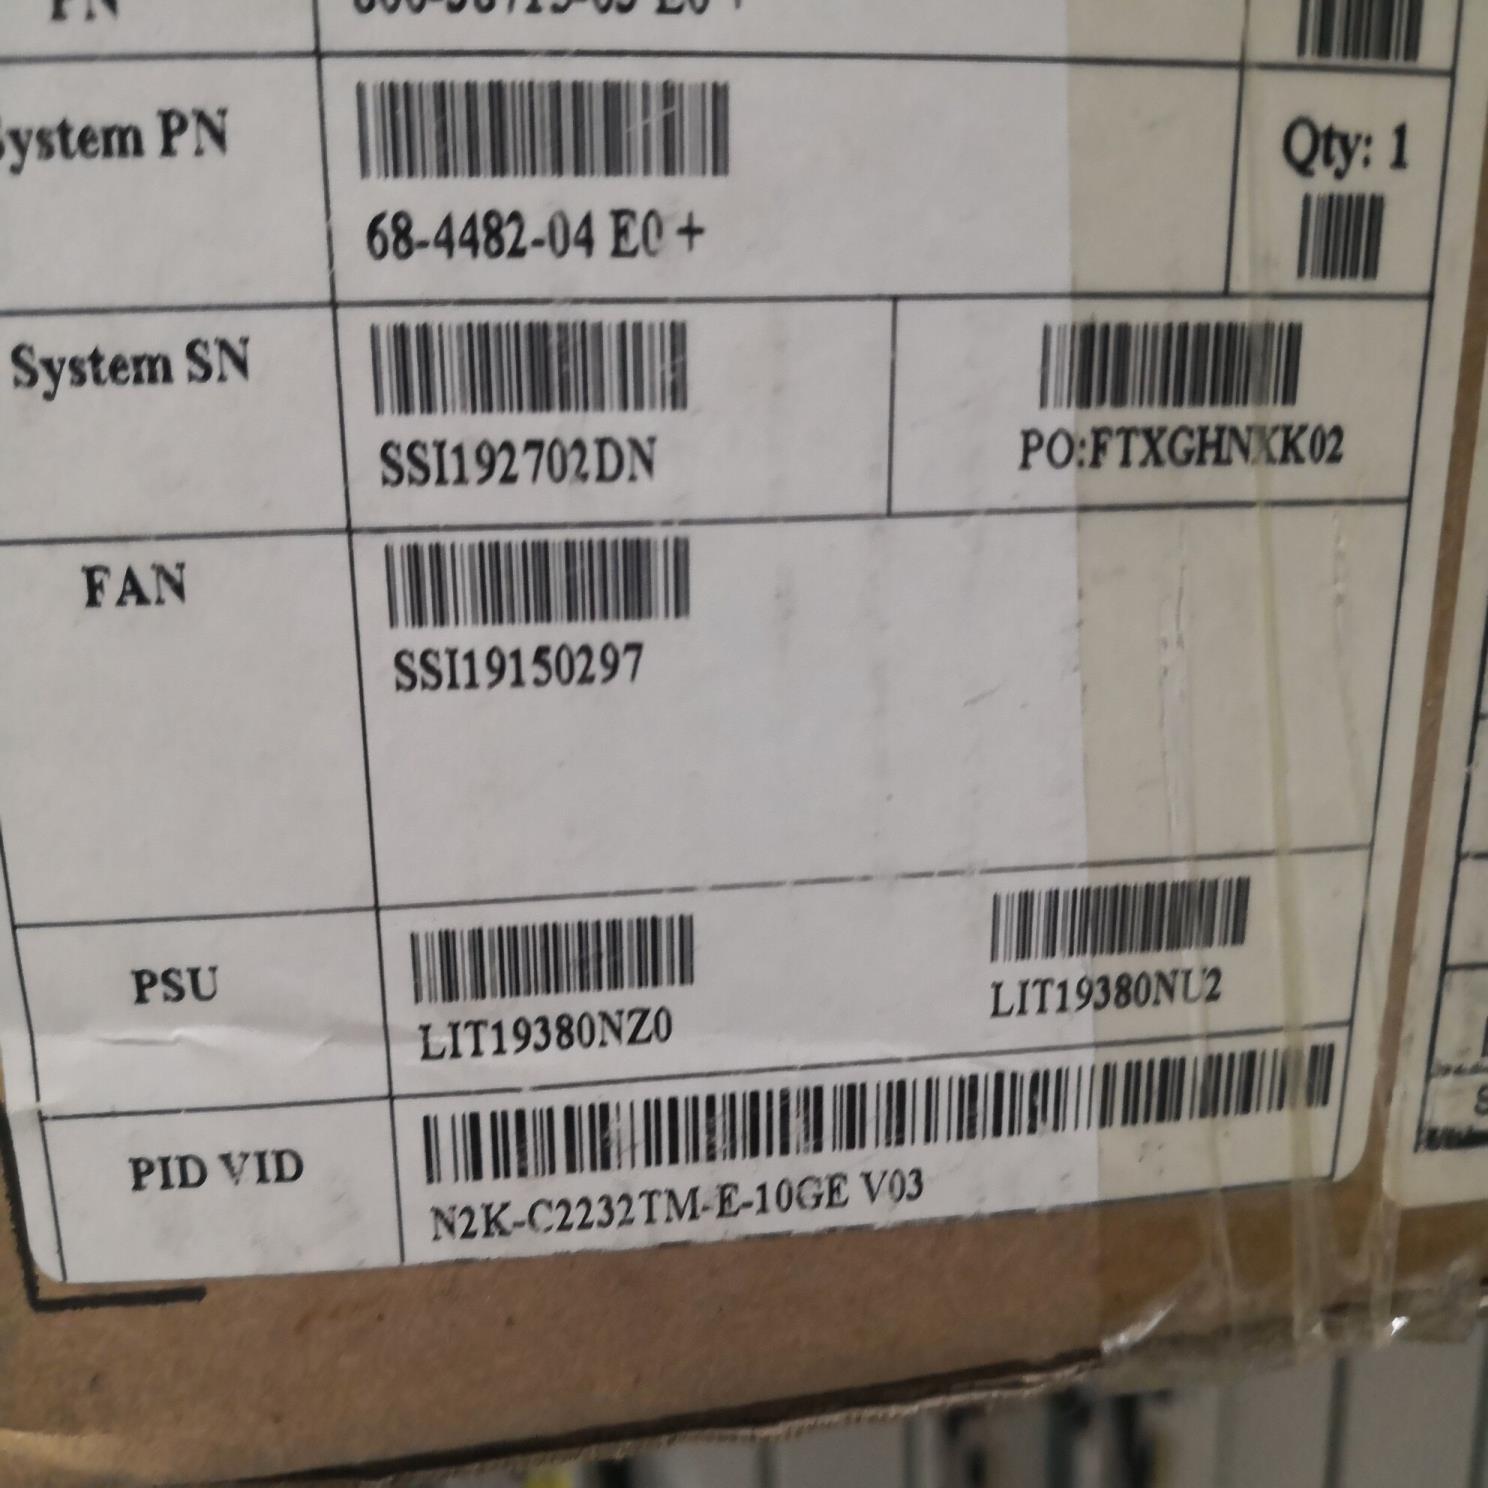 PN
System PN
68-4482-04 E0 +
Qty: 1
System SN
SSI192702DN
PO:FTXGHNXK02
FAN
SSI19150297
PSU
LIT19380NZ0
LIT19380NU2
PID VID
N2K-C2232TM-E-10GE V03